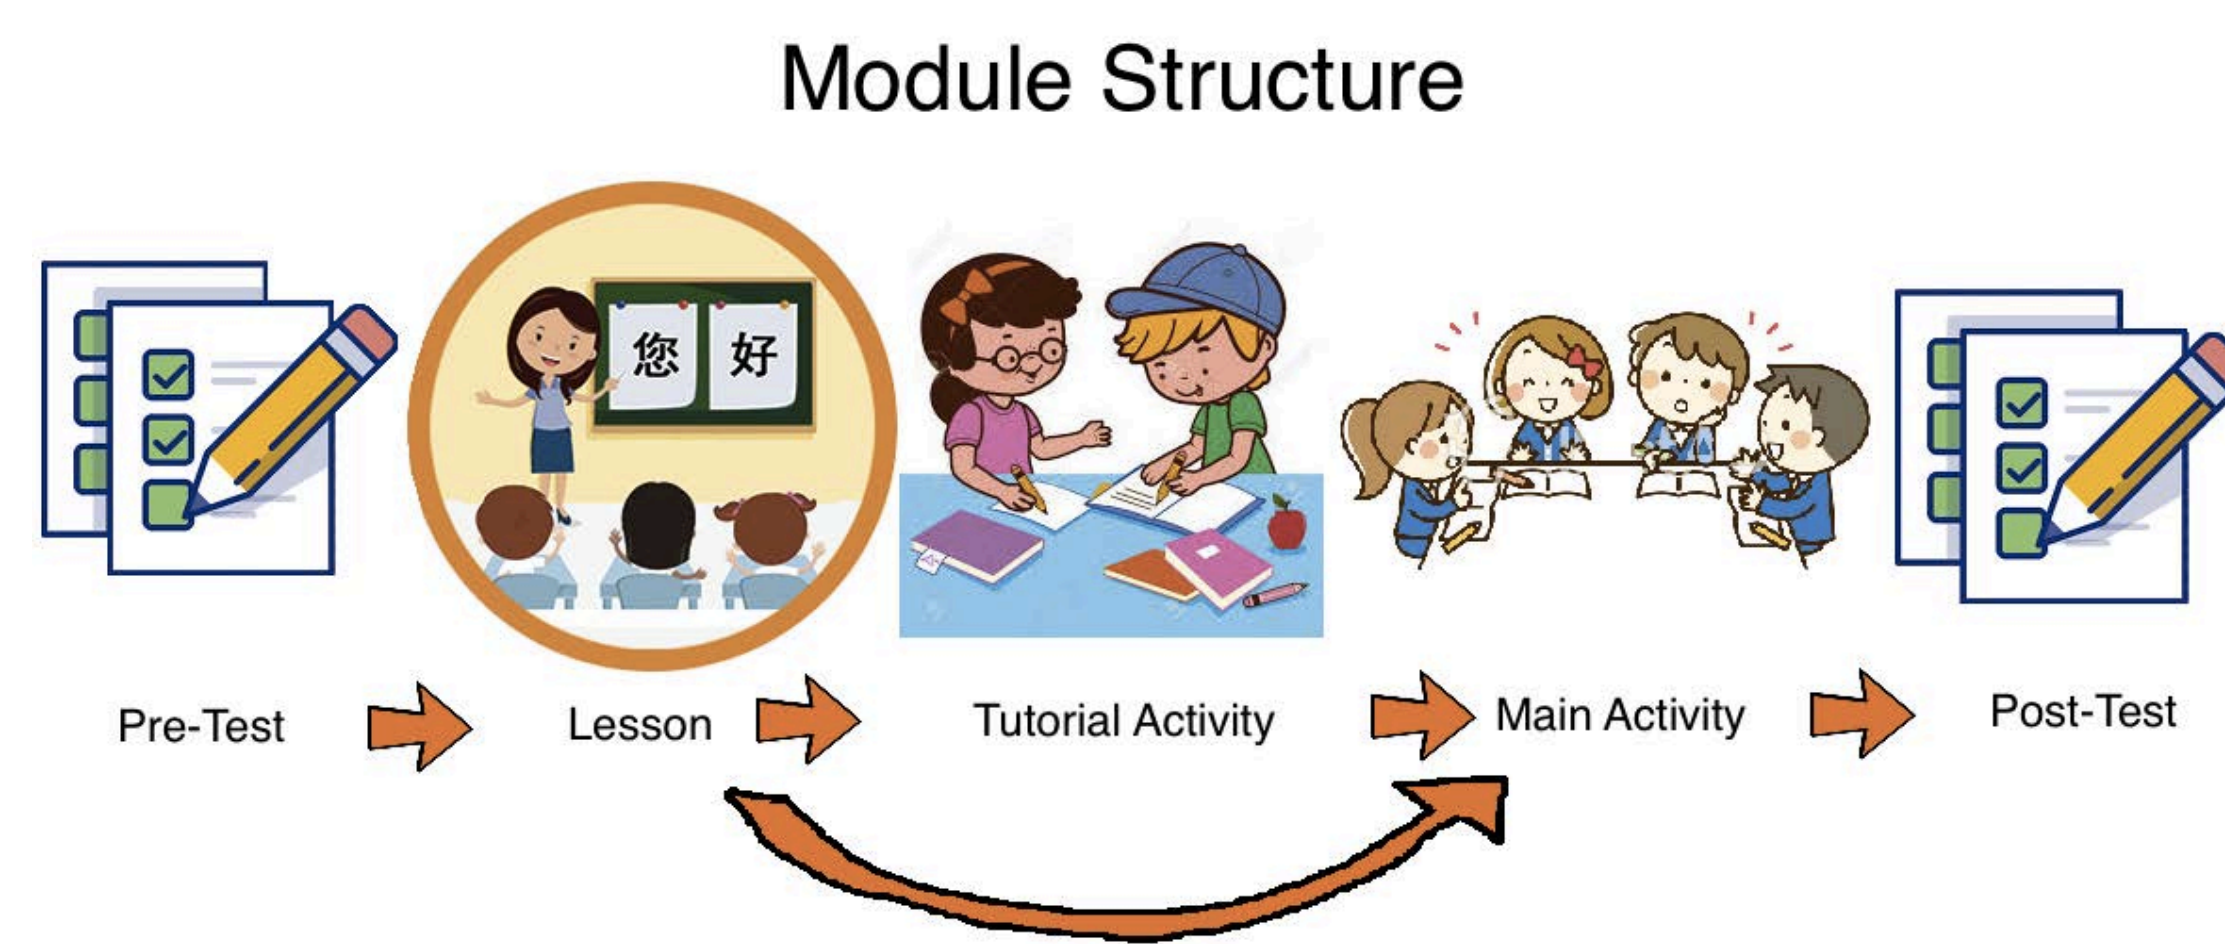 Module Structure
您 好
Pre-Test
Lesson
Tutorial Activity
Main Activity
Post-Test